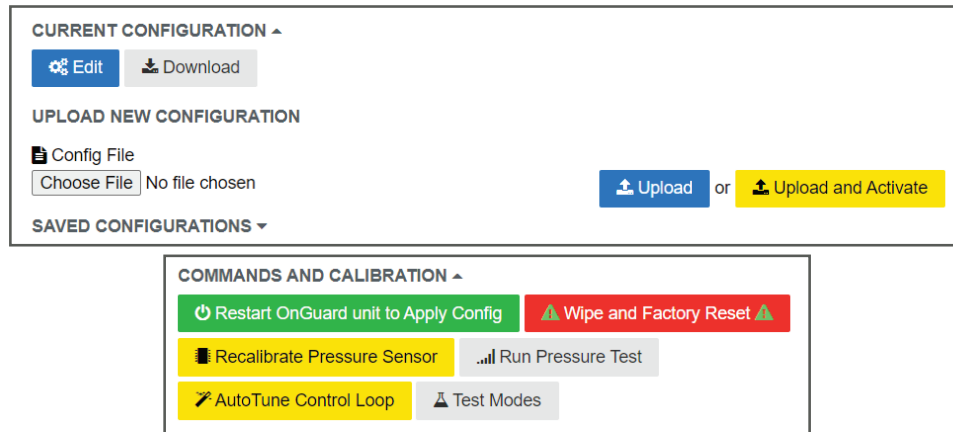 CURRENT CONFIGURATION
Edit Download
UPLOAD NEW CONFIGURATION
Config File
Choose File No file chosen
Upload or Upload and Activate
SAVED CONFIGURATIONS
COMMANDS AND CALIBRATION
Restart OnGuard unit to Apply Config Wipe and Factory Reset
Recalibrate Pressure Sensor Run Pressure Test
AutoTune Control Loop Test Modes